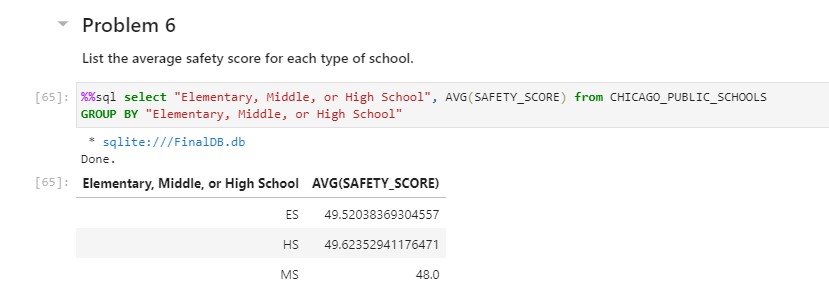 Problem 6
List the average safety score for each type of school.
[65]: %%sql select "Elementary, Middle, or High School", AVG(SAFETY_SCORE) from CHICAGO_PUBLIC_SCHOOLS
GROUP BY "Elementary, Middle, or High School"
* sqlite:///FinalDB.db
Done.
[65]: Elementary, Middle, or High School AVG(SAFETY_SCORE)
ES 49.52038369304557
HS 49.62352941176471
MS 48.0